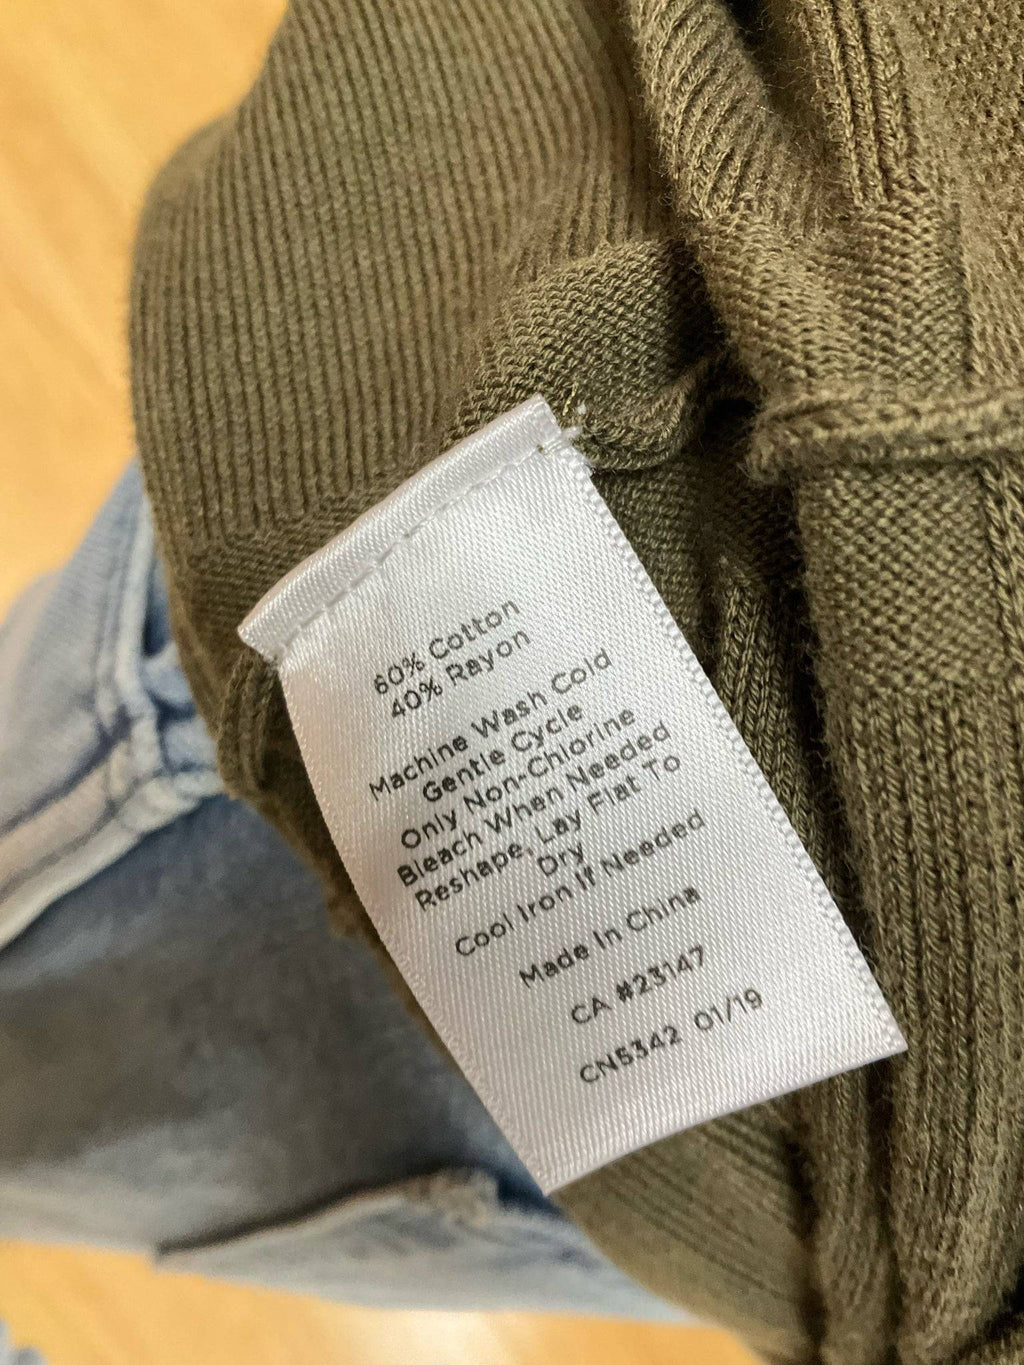 60% Cotton
40% Rayon
Machine Wash Cold
Gentle Cycle
Only Non-Chlorine
Bleach When Needed
Reshape, Lay Flat To
Dry
Cool Iron If Needed
Made In China
CA #23147
CN5342 01/19